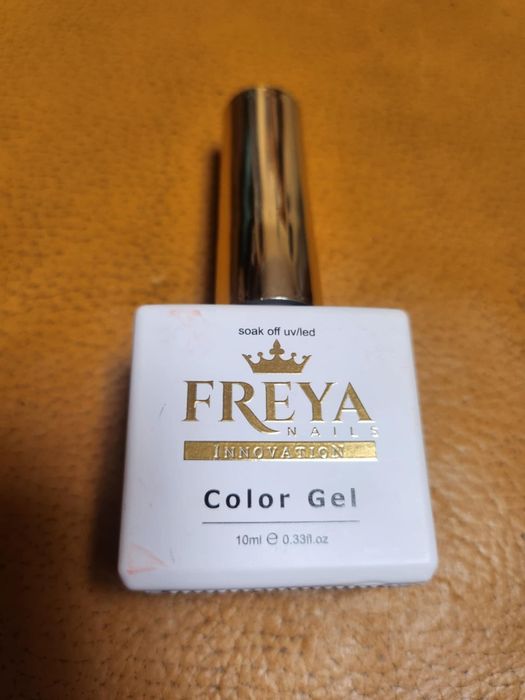 soak off uv/led
FREYA
NAILS
INNOVATION
Color Gel
10ml ℮ 0.33fl.oz